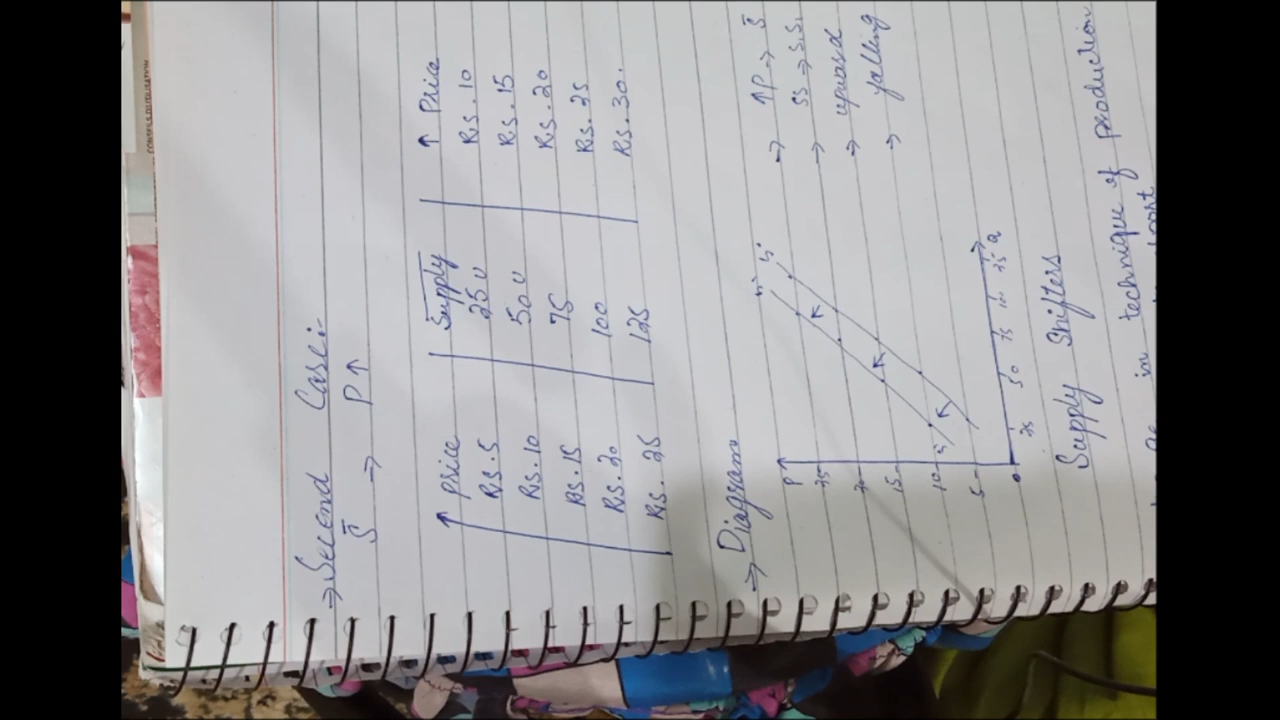 → Second Case:-
S̄ → P↑
↑ price | Supply | ↑ Price
Rs. 5 | 25 U | Rs. 10
Rs. 10 | 50 U | Rs. 15
Rs. 15 | 75 | Rs. 20
Rs. 20 | 100 | Rs. 25
Rs. 25 | 125 | Rs. 30.
→ Diagram
→ ↑P → S̄
→ SS → S₁S₁
→ upward
→ falling
P↑
25
20
15
10
5
0
25 50 75 100 125 Q
Supply Shifters
in technique of production